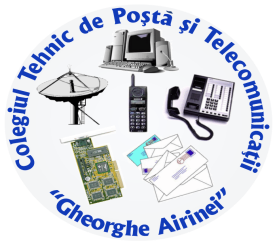 Colegiul Tehnic de Poştă şi Telecomunicaţii
"Gheorghe Airinei"